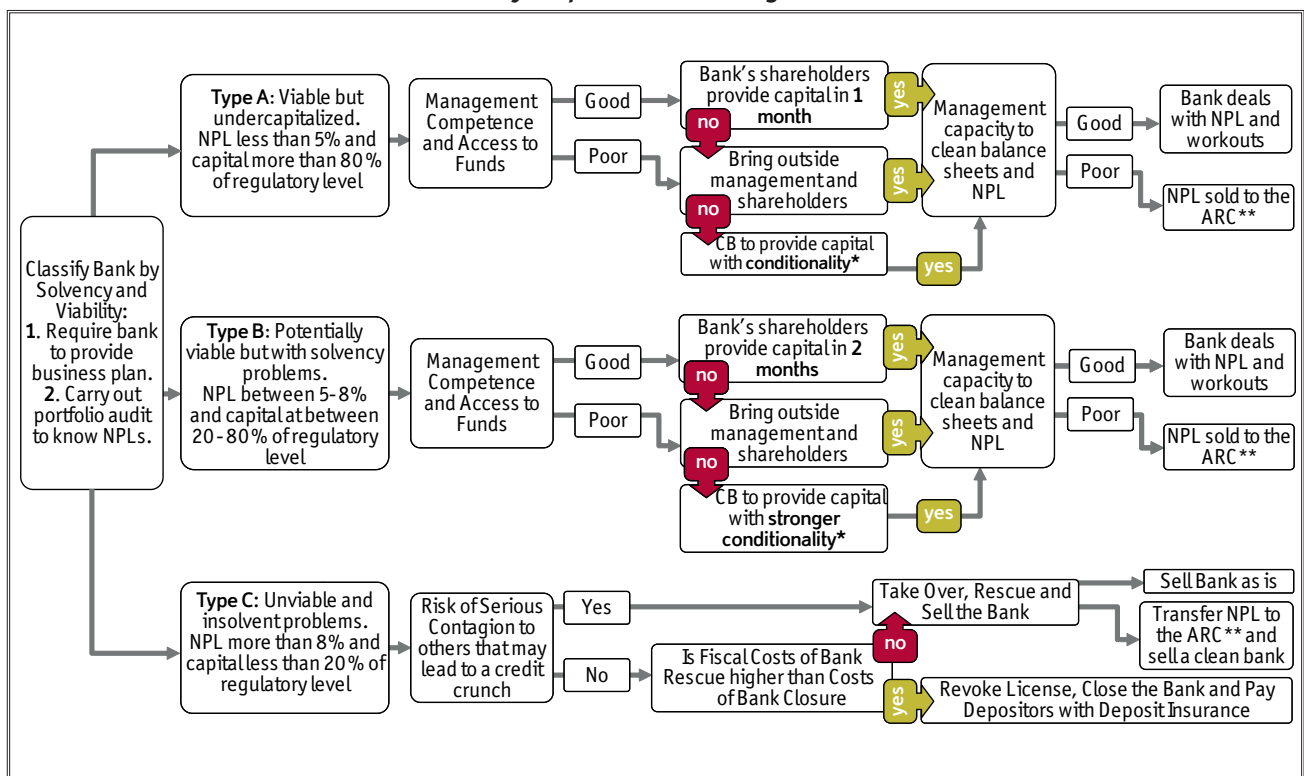 Classify Bank by
Solvency and
Viability:
1. Require bank
to provide
business plan.
2. Carry out
portfolio audit
to know NPLs.
Type A: Viable but
undercapitalized.
NPL less than 5% and
capital more than 80%
of regulatory level
Management
Competence
and Access to
Funds
Good
Poor
Bank's shareholders
provide capital in 1
month
yes
no
Bring outside
management and
shareholders
yes
no
CB to provide capital
with conditionality*
yes
Management
capacity to
clean balance
sheets and
NPL
Good
Poor
Bank deals
with NPL and
workouts
NPL sold to the
ARC**
Type B: Potentially
viable but with solvency
problems.
NPL between 5-8%
and capital at between
20-80% of regulatory
level
Management
Competence
and Access to
Funds
Good
Poor
Bank's shareholders
provide capital in 2
months
yes
no
Bring outside
management and
shareholders
yes
no
CB to provide capital
with stronger
conditionality*
yes
Management
capacity to
clean balance
sheets and
NPL
Good
Poor
Bank deals
with NPL and
workouts
NPL sold to the
ARC**
Type C: Unviable and
insolvent problems.
NPL more than 8% and
capital less than 20% of
regulatory level
Risk of Serious
Contagion to
others that may
lead to a credit
crunch
Yes
No
Take Over, Rescue and
Sell the Bank
Sell Bank as is
Transfer NPL to
the ARC** and
sell a clean bank
Is Fiscal Costs of Bank
Rescue higher than Costs
of Bank Closure
no
yes
Revoke License, Close the Bank and Pay
Depositors with Deposit Insurance